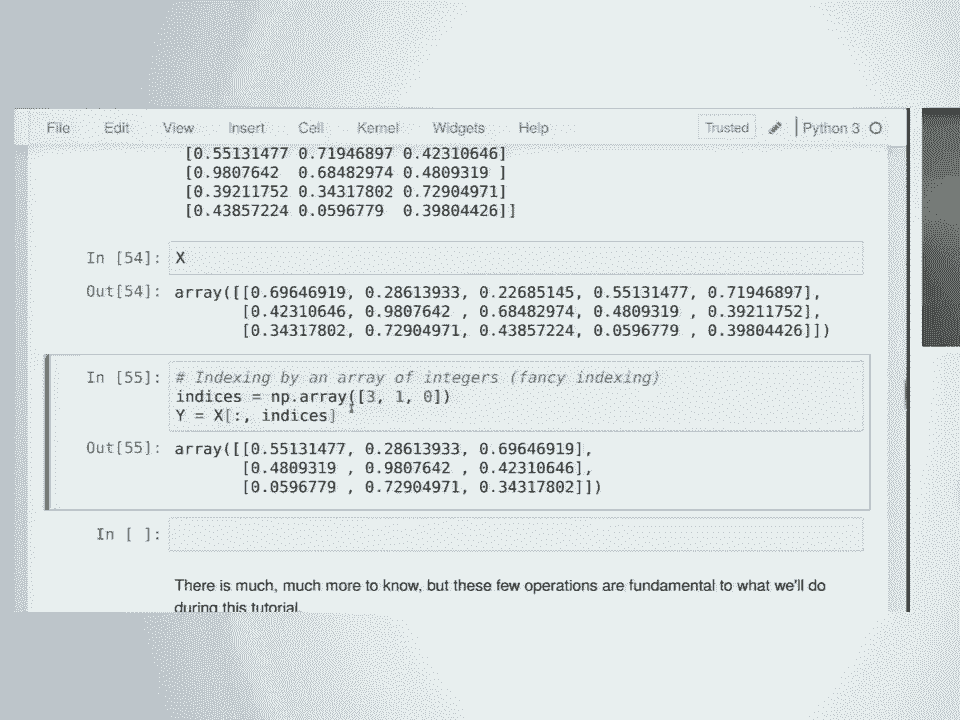 File Edit View Insert Cell Kernel Widgets Help Trusted Python 3
[0.55131477 0.71946897 0.42310646]
[0.9807642  0.68482974 0.4809319 ]
[0.39211752 0.34317802 0.72904971]
[0.43857224 0.0596779  0.39804426]]
In [54]: X
Out[54]: array([[0.69646919, 0.28613933, 0.22685145, 0.55131477, 0.71946897],
[0.42310646, 0.9807642 , 0.68482974, 0.4809319 , 0.39211752],
[0.34317802, 0.72904971, 0.43857224, 0.0596779 , 0.39804426]])
In [55]: # Indexing by an array of integers (fancy indexing)
indices = np.array([3, 1, 0])
Y = X[:, indices]
Out[55]: array([[0.55131477, 0.28613933, 0.69646919],
[0.4809319 , 0.9807642 , 0.42310646],
[0.0596779 , 0.72904971, 0.34317802]])
In [ ]:
There is much, much more to know, but these few operations are fundamental to what we'll do
during this tutorial.